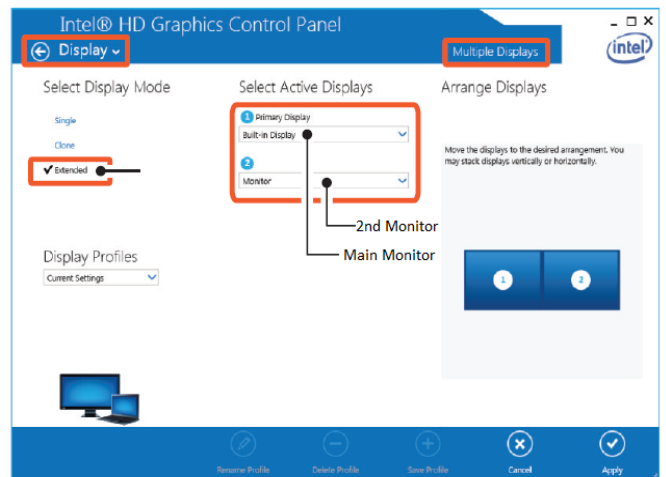 Intel® HD Graphics Control Panel
Display
Multiple Displays
intel
Select Display Mode
Single
Clone
Extended
Display Profiles
Current Settings
Select Active Displays
1 Primary Display
Built-in Display
2
Monitor
2nd Monitor
Main Monitor
Arrange Displays
Move the displays to the desired arrangement. You
may stack displays vertically or horizontally.
1 2
Rename Profile
Delete Profile
Save Profile
Cancel
Apply